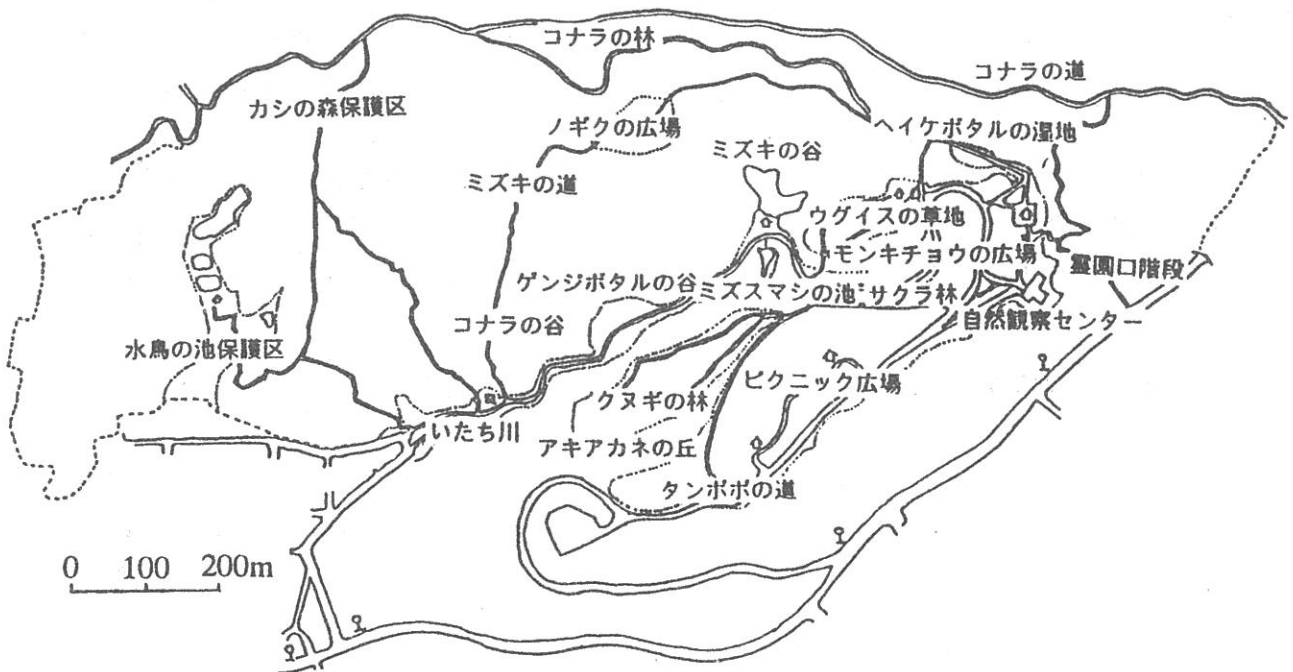 コナラの林
コナラの道
カシの森保護区
ノギクの広場
ヘイケボタルの湿地
ミズキの谷
ミズキの道
ウグイスの草地
モンキチョウの広場
霊園口階段
ゲンジボタルの谷
ミズスマシの池
サクラ林
コナラの谷
自然観察センター
水鳥の池保護区
ピクニック広場
クヌギの林
いたち川
アキアカネの丘
タンポポの道
0 100 200m